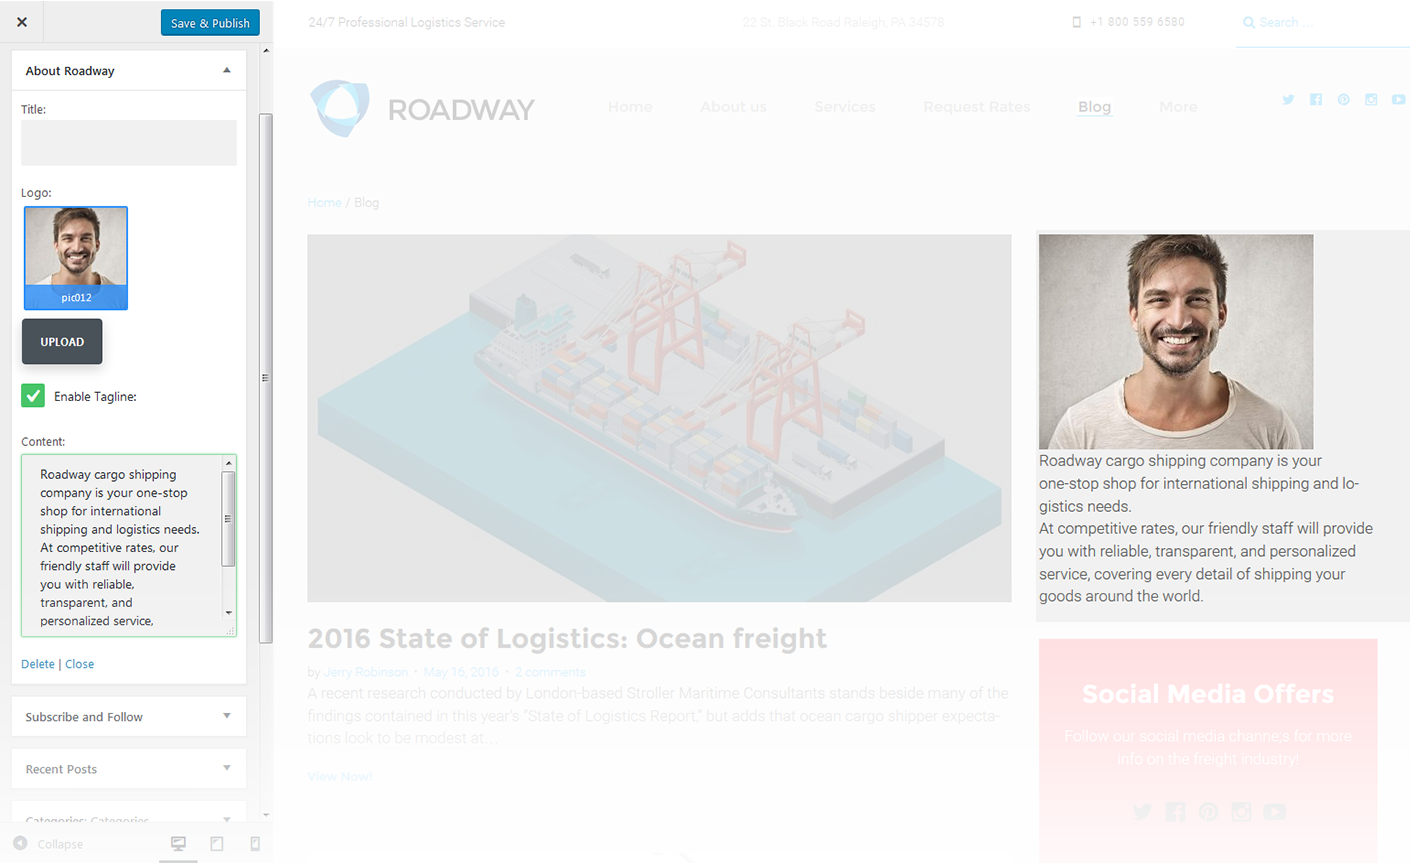 Save & Publish
About Roadway
Title:
Logo:
pic012
UPLOAD
Enable Tagline:
Content:
Roadway cargo shipping
company is your one-stop
shop for international
shipping and logistics needs.
At competitive rates, our
friendly staff will provide
you with reliable,
transparent, and
personalized service,
Delete | Close
Subscribe and Follow
Recent Posts
Categories: Categories
Collapse
24/7 Professional Logistics Service
22 St. Black Road Raleigh, PA 34578
+1 800 559 6580
Search ...
ROADWAY
Home
About us
Services
Request Rates
Blog
More
Home / Blog
2016 State of Logistics: Ocean freight
by Jerry Robinson • May 16, 2016 • 2 comments
A recent research conducted by London-based Stroller Maritime Consultants stands beside many of the
findings contained in this year's "State of Logistics Report," but adds that ocean cargo shipper expecta-
tions look to be modest at…
View Now!
Roadway cargo shipping company is your
one-stop shop for international shipping and lo-
gistics needs.
At competitive rates, our friendly staff will provide
you with reliable, transparent, and personalized
service, covering every detail of shipping your
goods around the world.
Social Media Offers
Follow our social media channe;s for more
info on the freight industry!